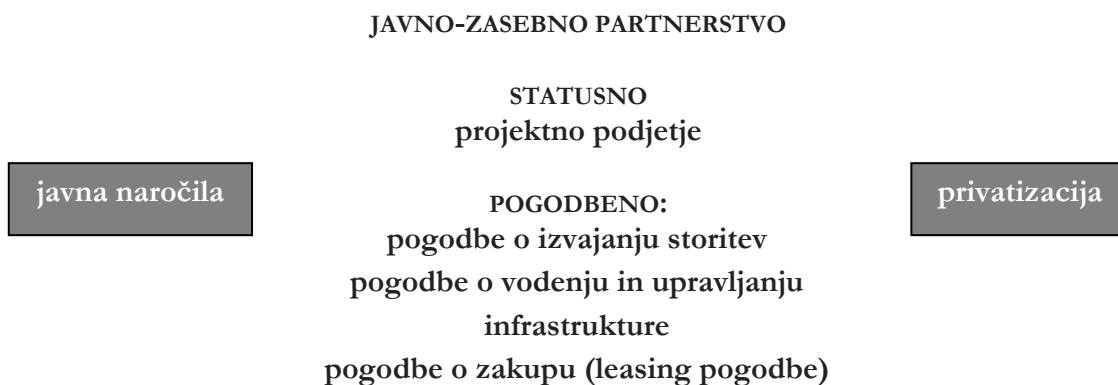 JAVNO-ZASEBNO PARTNERSTVO
STATUSNO
projektno podjetje
javna naročila
privatizacija
POGODBENO:
pogodbe o izvajanju storitev
pogodbe o vodenju in upravljanju
infrastrukture
pogodbe o zakupu (leasing pogodbe)